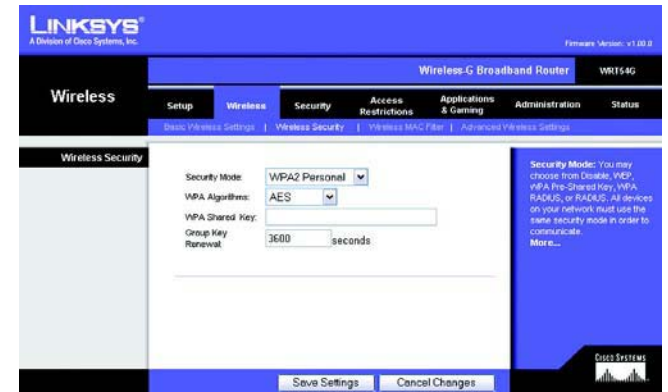 LINKSYS®
A Division of Cisco Systems, Inc.
Firmware Version: v1.00.0
Wireless-G Broadband Router
WRT54G
Wireless
Setup
Wireless
Security
Access Restrictions
Applications & Gaming
Administration
Status
Basic Wireless Settings | Wireless Security | Wireless MAC Filter | Advanced Wireless Settings
Wireless Security
Security Mode: WPA2 Personal
WPA Algorithms: AES
WPA Shared Key:
Group Key Renewal: 3600 seconds
Security Mode: You may
choose from Disable, WEP,
WPA Pre-Shared Key, WPA
RADIUS, or RADIUS. All devices
on your network must use the
same security mode in order to
communicate.
More...
Save Settings
Cancel Changes
CISCO SYSTEMS